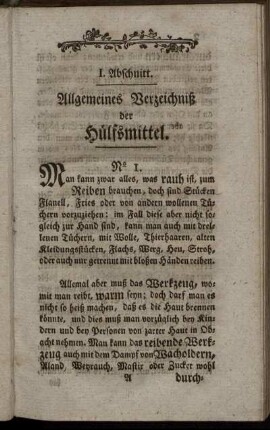 I. Abschnitt.
Allgemeines Verzeichniß
der
Hülfsmittel.
No 1.
Man kann zwar alles, was rauh ist, zum
Reiben brauchen, doch sind Stücken
Flanell, Fries oder von andern wollenen Tü-
chern vorzuziehen; im Fall diese aber nicht so-
gleich zur Hand sind, kann man auch mit dres-
lenen Tüchern, mit Wolle, Thierhaaren, alten
Kleidungsstücken, Flachs, Werg, Heu, Stroh,
oder auch nur getreut mit bloßen Händen reiben.
Allemal aber muß das Werkzeug, wo-
mit man reibt, warm seyn; doch darf man es
nicht so heiß machen, daß es die Haut brennen
könnte, und dies muß man vorzüglich bey Kin-
dern und bey Personen von zarter Haut in Ob-
acht nehmen. Man kann das reibende Werk-
zeug auch mit dem Dampf von Wacholdern,
Aland, Weyrauch, Mastix oder Zucker wohl
A durch-